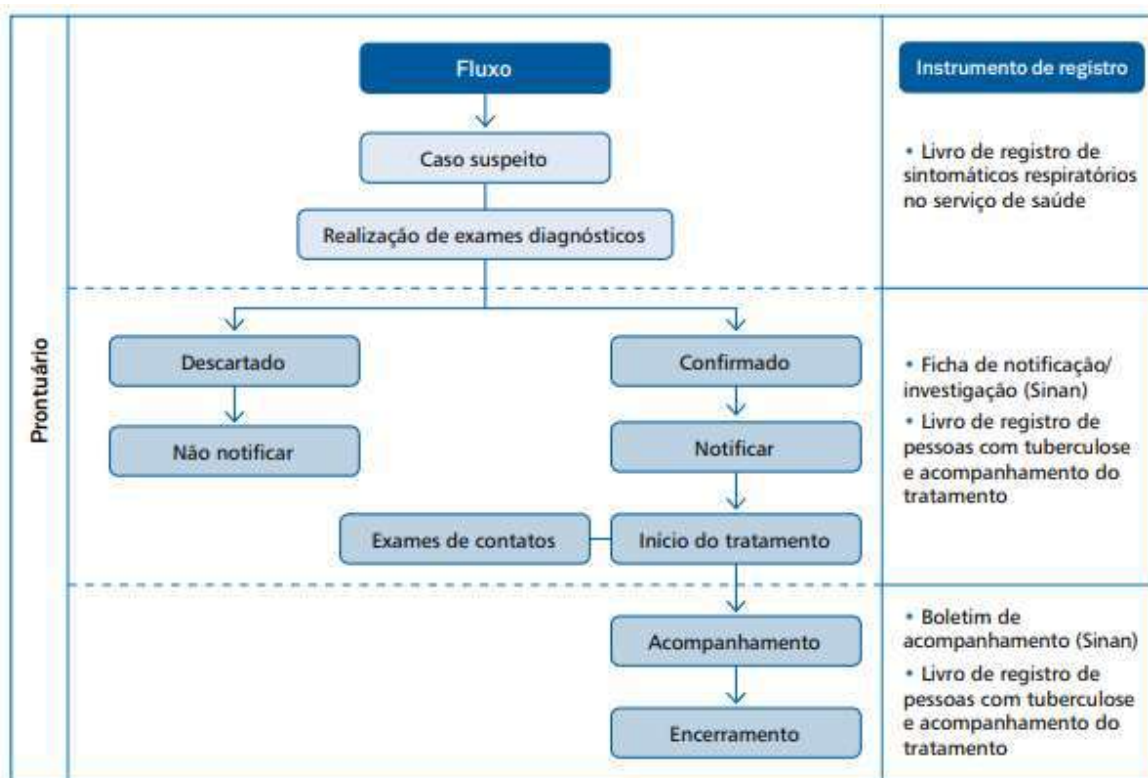 Fluxo
Instrumento de registro
Caso suspeito
• Livro de registro de
sintomáticos respiratórios
no serviço de saúde
Realização de exames diagnósticos
Prontuário
Descartado
Confirmado
Não notificar
Notificar
Exames de contatos
Início do tratamento
• Ficha de notificação/
investigação (Sinan)
• Livro de registro de
pessoas com tuberculose
e acompanhamento do
tratamento
Acompanhamento
Encerramento
• Boletim de
acompanhamento (Sinan)
• Livro de registro de
pessoas com tuberculose
e acompanhamento do
tratamento